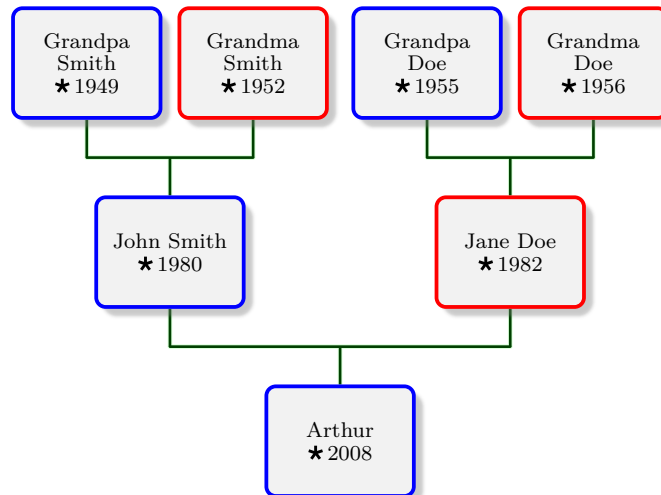 Grandpa
Smith
★ 1949
Grandma
Smith
★ 1952
Grandpa
Doe
★ 1955
Grandma
Doe
★ 1956
John Smith
★ 1980
Jane Doe
★ 1982
Arthur
★ 2008